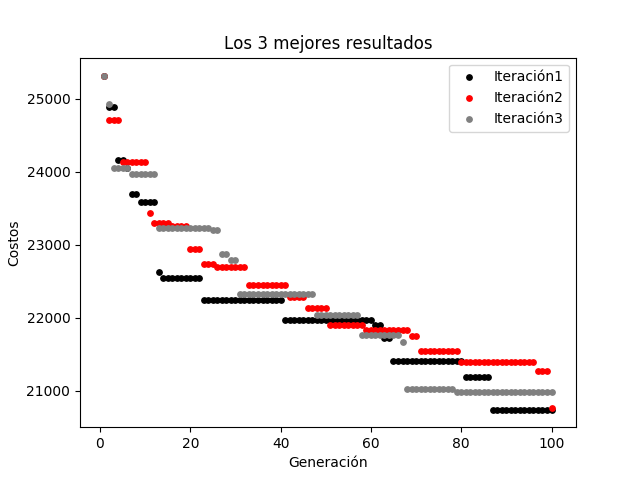 Los 3 mejores resultados
Iteración1
Iteración2
Iteración3
Costos
25000
24000
23000
22000
21000
0 20 40 60 80 100
Generación